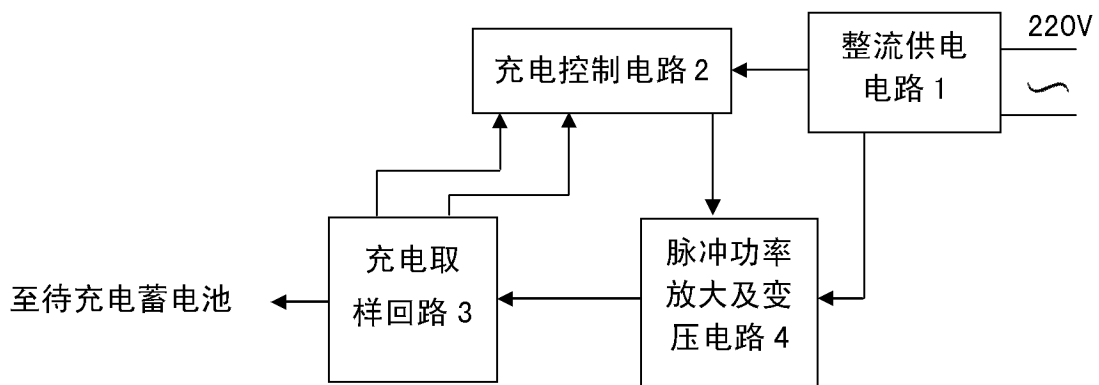 220V
整流供电
电路1
充电控制电路2
充电取
样回路3
脉冲功率
放大及变
压电路4
至待充电蓄电池